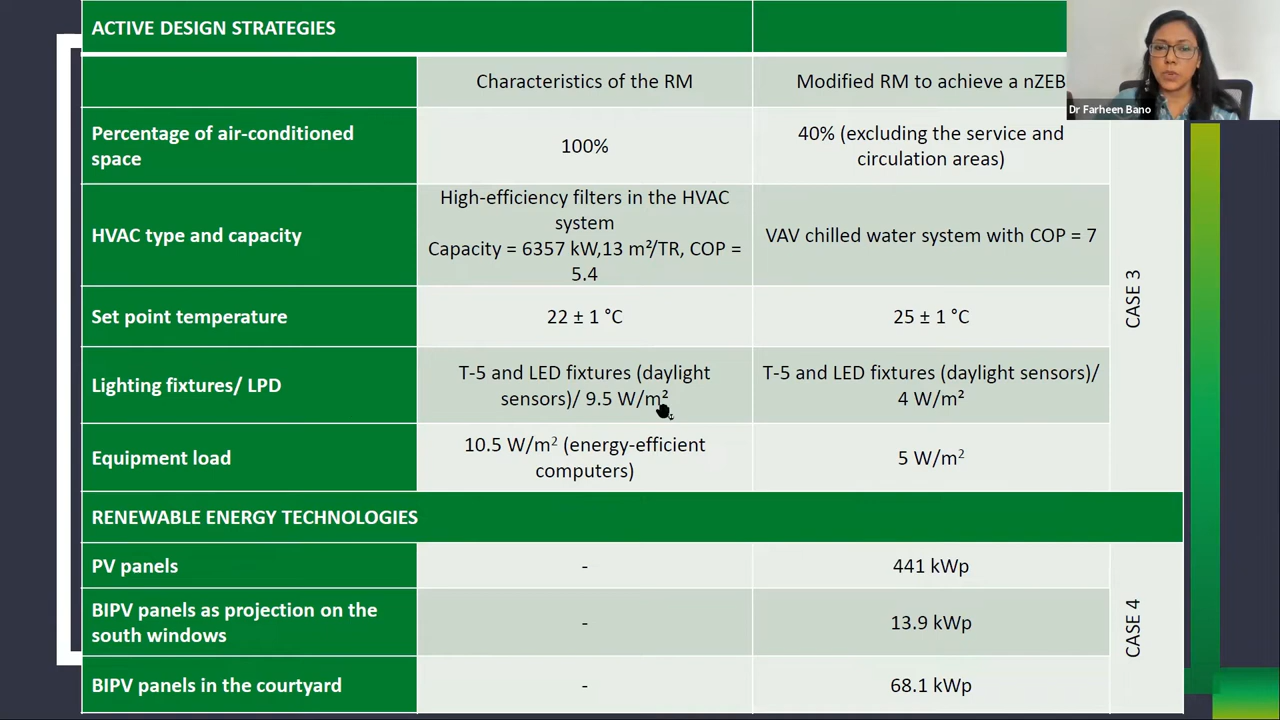 ACTIVE DESIGN STRATEGIES
Characteristics of the RM
Modified RM to achieve a nZEB
Dr Farheen Bano
Percentage of air-conditioned
space
100%
40% (excluding the service and
circulation areas)
HVAC type and capacity
High-efficiency filters in the HVAC
system
Capacity = 6357 kW,13 m²/TR, COP =
5.4
VAV chilled water system with COP = 7
Set point temperature
22 ± 1 °C
25 ± 1 °C
Lighting fixtures/ LPD
T-5 and LED fixtures (daylight
sensors)/ 9.5 W/m²
T-5 and LED fixtures (daylight sensors)/
4 W/m²
Equipment load
10.5 W/m² (energy-efficient
computers)
5 W/m²
CASE 3
RENEWABLE ENERGY TECHNOLOGIES
PV panels
-
441 kWp
BIPV panels as projection on the
south windows
-
13.9 kWp
BIPV panels in the courtyard
-
68.1 kWp
CASE 4